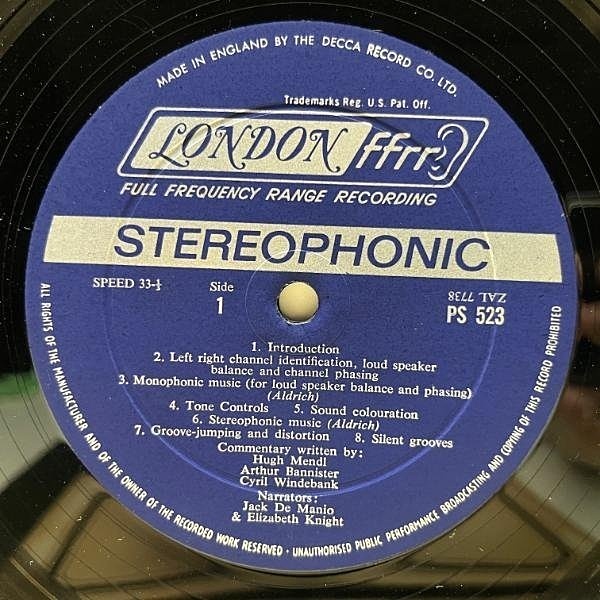 MADE IN ENGLAND BY THE DECCA RECORD CO. LTD.
Trademarks Reg. U.S. Pat. Off.
LONDON ffrr
FULL FREQUENCY RANGE RECORDING
STEREOPHONIC
SPEED 33-⅓ Side ZAL 7738
1 PS 523
1. Introduction
2. Left right channel identification, loud speaker
balance and channel phasing
3. Monophonic music (for loud speaker balance and phasing)
(Aldrich)
4. Tone Controls 5. Sound colouration
6. Stereophonic music (Aldrich)
7. Groove-jumping and distortion 8. Silent grooves
Commentary written by:
Hugh Mendl
Arthur Bannister
Cyril Windebank
Narrators:
Jack De Manio
& Elizabeth Knight
ALL RIGHTS OF THE MANUFACTURER AND OF THE OWNER OF THE RECORDED WORK RESERVED · UNAUTHORISED PUBLIC PERFORMANCE BROADCASTING AND COPYING OF THIS RECORD PROHIBITED